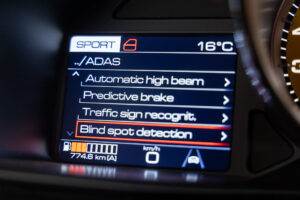 SPORT 16°C
✓ADAS
Automatic high beam
Predictive brake
Traffic sign recognit.
Blind spot detection
774.6 km [A]
km/h
0